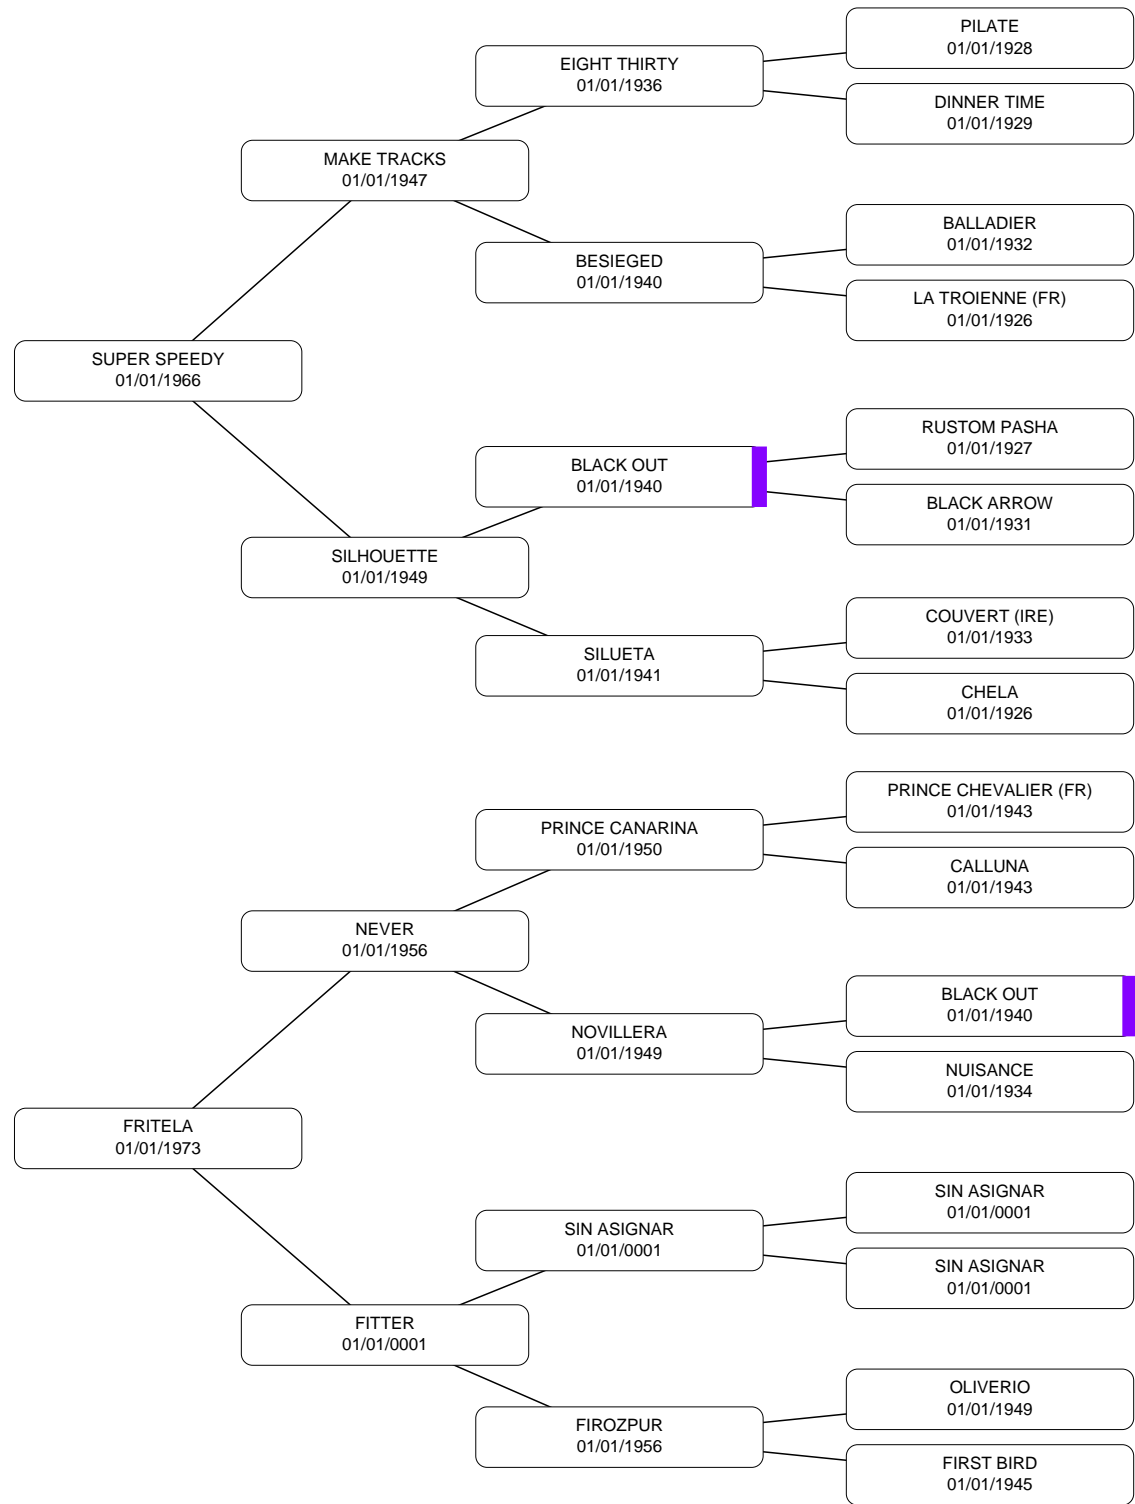 PILATE
01/01/1928
EIGHT THIRTY
01/01/1936
DINNER TIME
01/01/1929
MAKE TRACKS
01/01/1947
BALLADIER
01/01/1932
BESIEGED
01/01/1940
LA TROIENNE (FR)
01/01/1926
SUPER SPEEDY
01/01/1966
RUSTOM PASHA
01/01/1927
BLACK OUT
01/01/1940
BLACK ARROW
01/01/1931
SILHOUETTE
01/01/1949
COUVERT (IRE)
01/01/1933
SILUETA
01/01/1941
CHELA
01/01/1926
PRINCE CHEVALIER (FR)
01/01/1943
PRINCE CANARINA
01/01/1950
CALLUNA
01/01/1943
NEVER
01/01/1956
BLACK OUT
01/01/1940
NOVILLERA
01/01/1949
NUISANCE
01/01/1934
FRITELA
01/01/1973
SIN ASIGNAR
01/01/0001
SIN ASIGNAR
01/01/0001
SIN ASIGNAR
01/01/0001
FITTER
01/01/0001
OLIVERIO
01/01/1949
FIROZPUR
01/01/1956
FIRST BIRD
01/01/1945